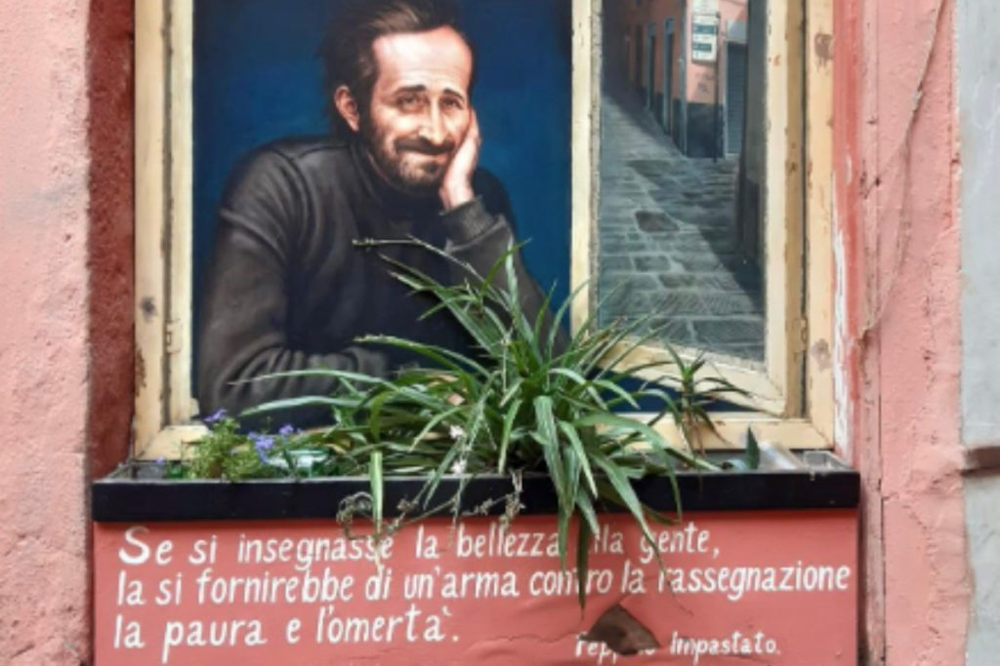 Se si insegnasse la bellezza alla gente,
la si fornirebbe di un'arma contro la rassegnazione
la paura e l'omertà.
Impastato.